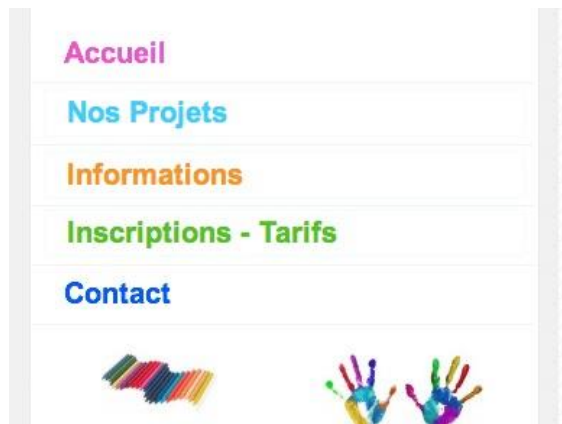 Accueil
Nos Projets
Informations
Inscriptions - Tarifs
Contact